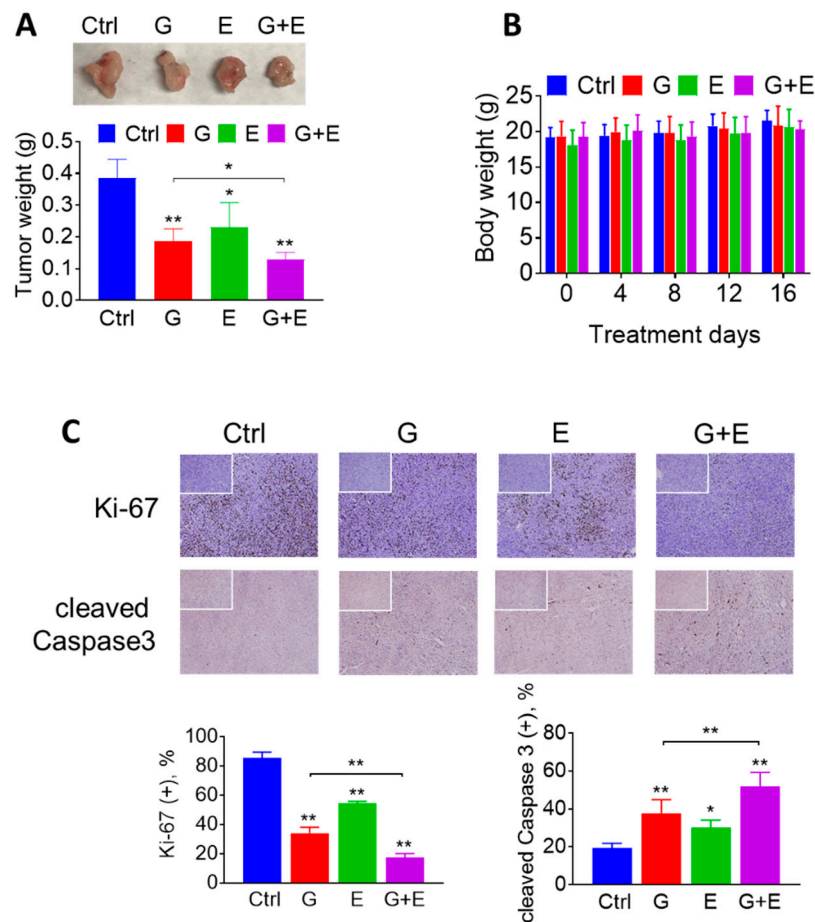 A
Ctrl G E G+E
Ctrl G E G+E
Tumor weight (g)
0.5
0.4
0.3
0.2
0.1
0.0
*
** * **
Ctrl G E G+E
B
Ctrl G E G+E
Body weight (g)
25
20
15
10
5
0
0 4 8 12 16
Treatment days
C
Ctrl G E G+E
Ki-67
cleaved
Caspase3
Ki-67 (+), %
100
80
60
40
20
0
**
** ** **
Ctrl G E G+E
cleaved Caspase 3 (+), %
80
60
40
20
0
**
** * **
Ctrl G E G+E